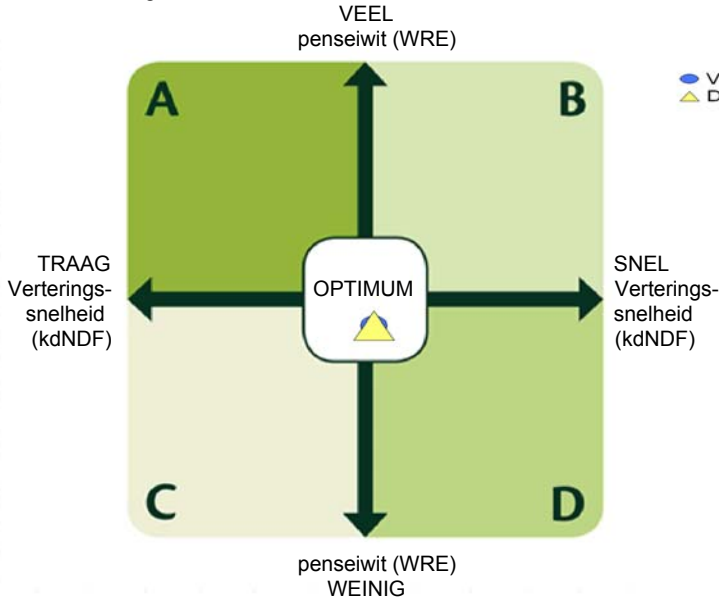 VEEL
penseiwit (WRE)
A
B
V
D
TRAAG
Verterings-
snelheid
(kdNDF)
OPTIMUM
SNEL
Verterings-
snelheid
(kdNDF)
C
D
penseiwit (WRE)
WEINIG